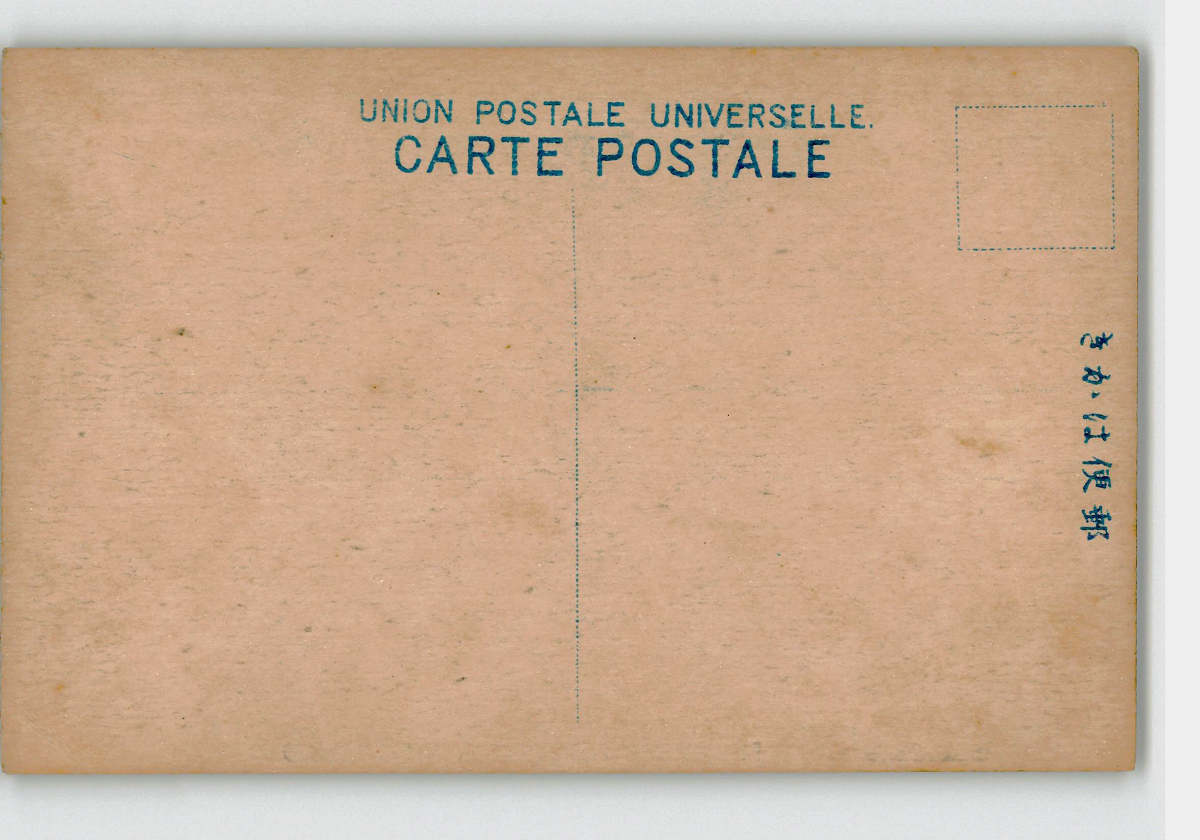 UNION POSTALE UNIVERSELLE.
CARTE POSTALE
郵便はかき